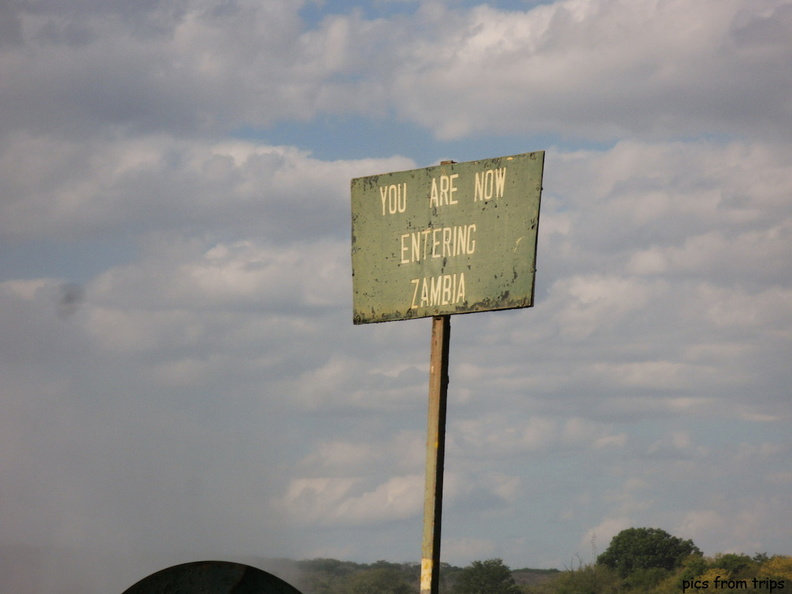 YOU ARE NOW
ENTERING
ZAMBIA
pics from trips